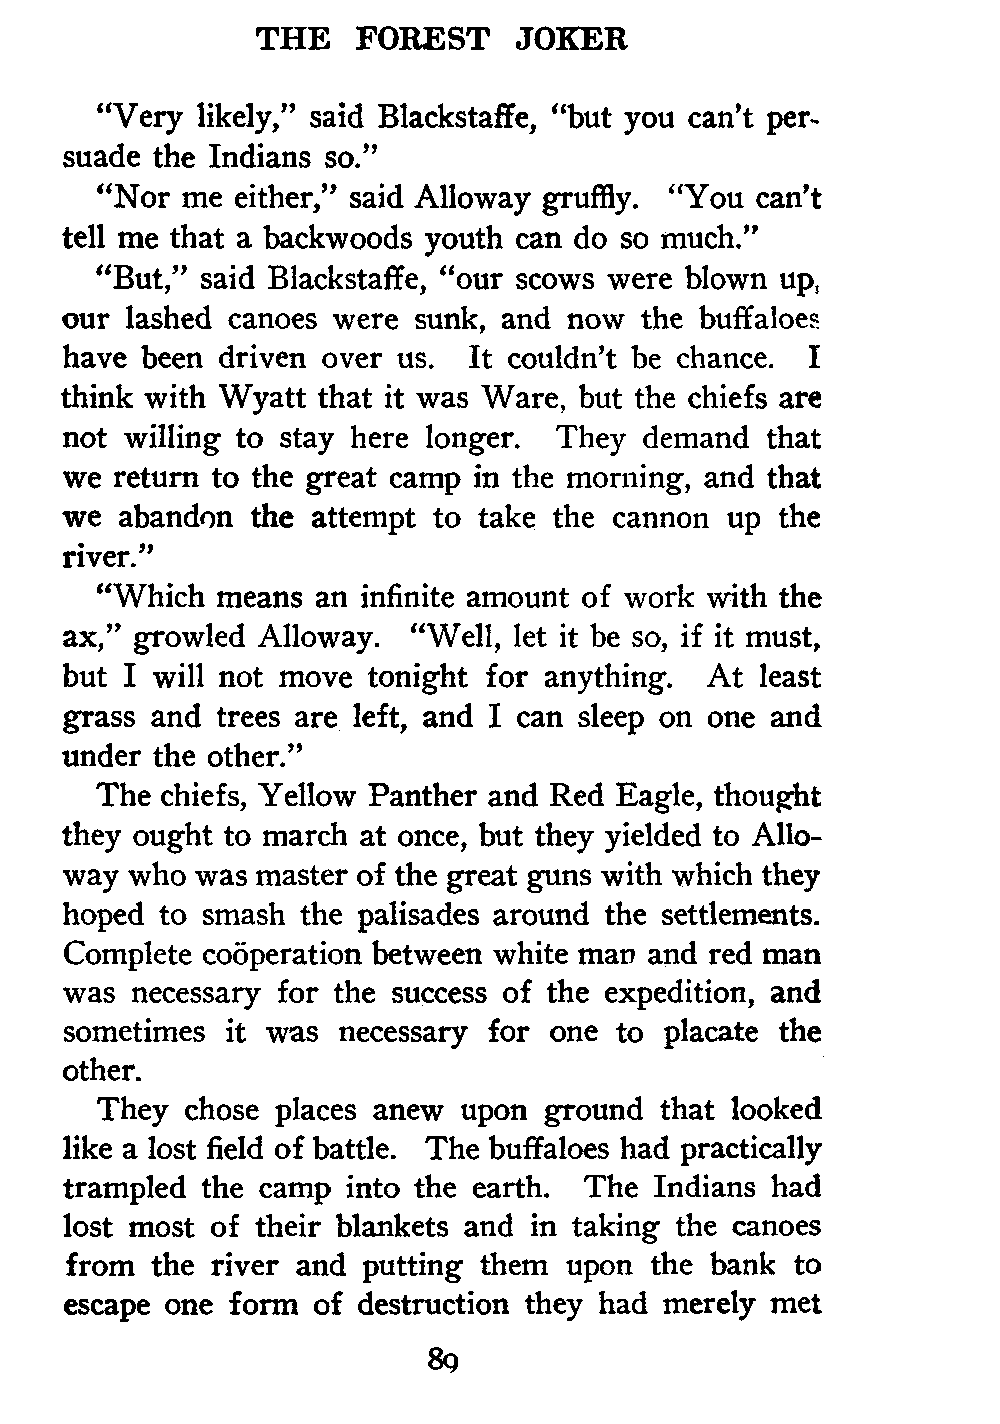 THE FOREST JOKER
“Very likely,” said Blackstaffe, “but you can’t per-
suade the Indians so.”
“Nor me either,” said Alloway gruffly. “You can’t
tell me that a backwoods youth can do so much.”
“But,” said Blackstaffe, “our scows were blown up,
our lashed canoes were sunk, and now the buffaloes
have been driven over us. It couldn’t be chance. I
think with Wyatt that it was Ware, but the chiefs are
not willing to stay here longer. They demand that
we return to the great camp in the morning, and that
we abandon the attempt to take the cannon up the
river.”
“Which means an infinite amount of work with the
ax,” growled Alloway. “Well, let it be so, if it must,
but I will not move tonight for anything. At least
grass and trees are left, and I can sleep on one and
under the other.”
The chiefs, Yellow Panther and Red Eagle, thought
they ought to march at once, but they yielded to Allo-
way who was master of the great guns with which they
hoped to smash the palisades around the settlements.
Complete coöperation between white man and red man
was necessary for the success of the expedition, and
sometimes it was necessary for one to placate the
other.
They chose places anew upon ground that looked
like a lost field of battle. The buffaloes had practically
trampled the camp into the earth. The Indians had
lost most of their blankets and in taking the canoes
from the river and putting them upon the bank to
escape one form of destruction they had merely met
89